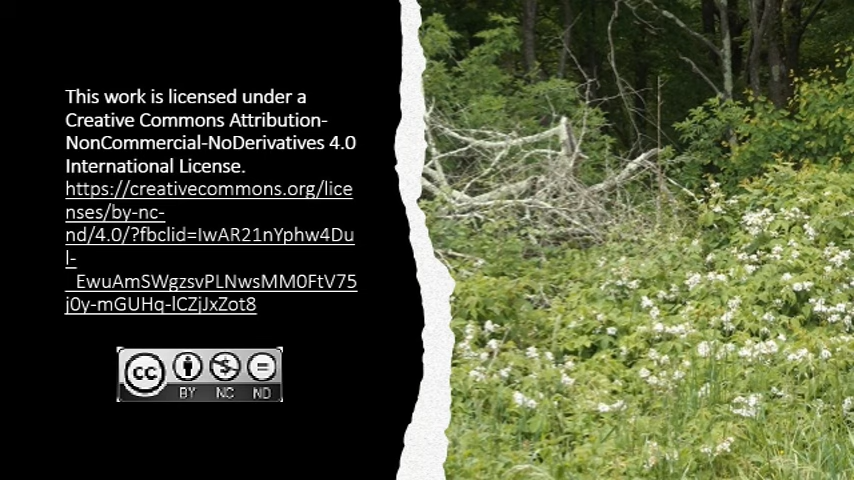 This work is licensed under a
Creative Commons Attribution-
NonCommercial-NoDerivatives 4.0
International License.
https://creativecommons.org/lice
nses/by-nc-
nd/4.0/?fbclid=IwAR21nYphw4Du
l-
_EwuAmSWgzsvPLNwsMM0FtV75
j0y-mGUHq-lCZjJxZot8
cc
BY NC ND